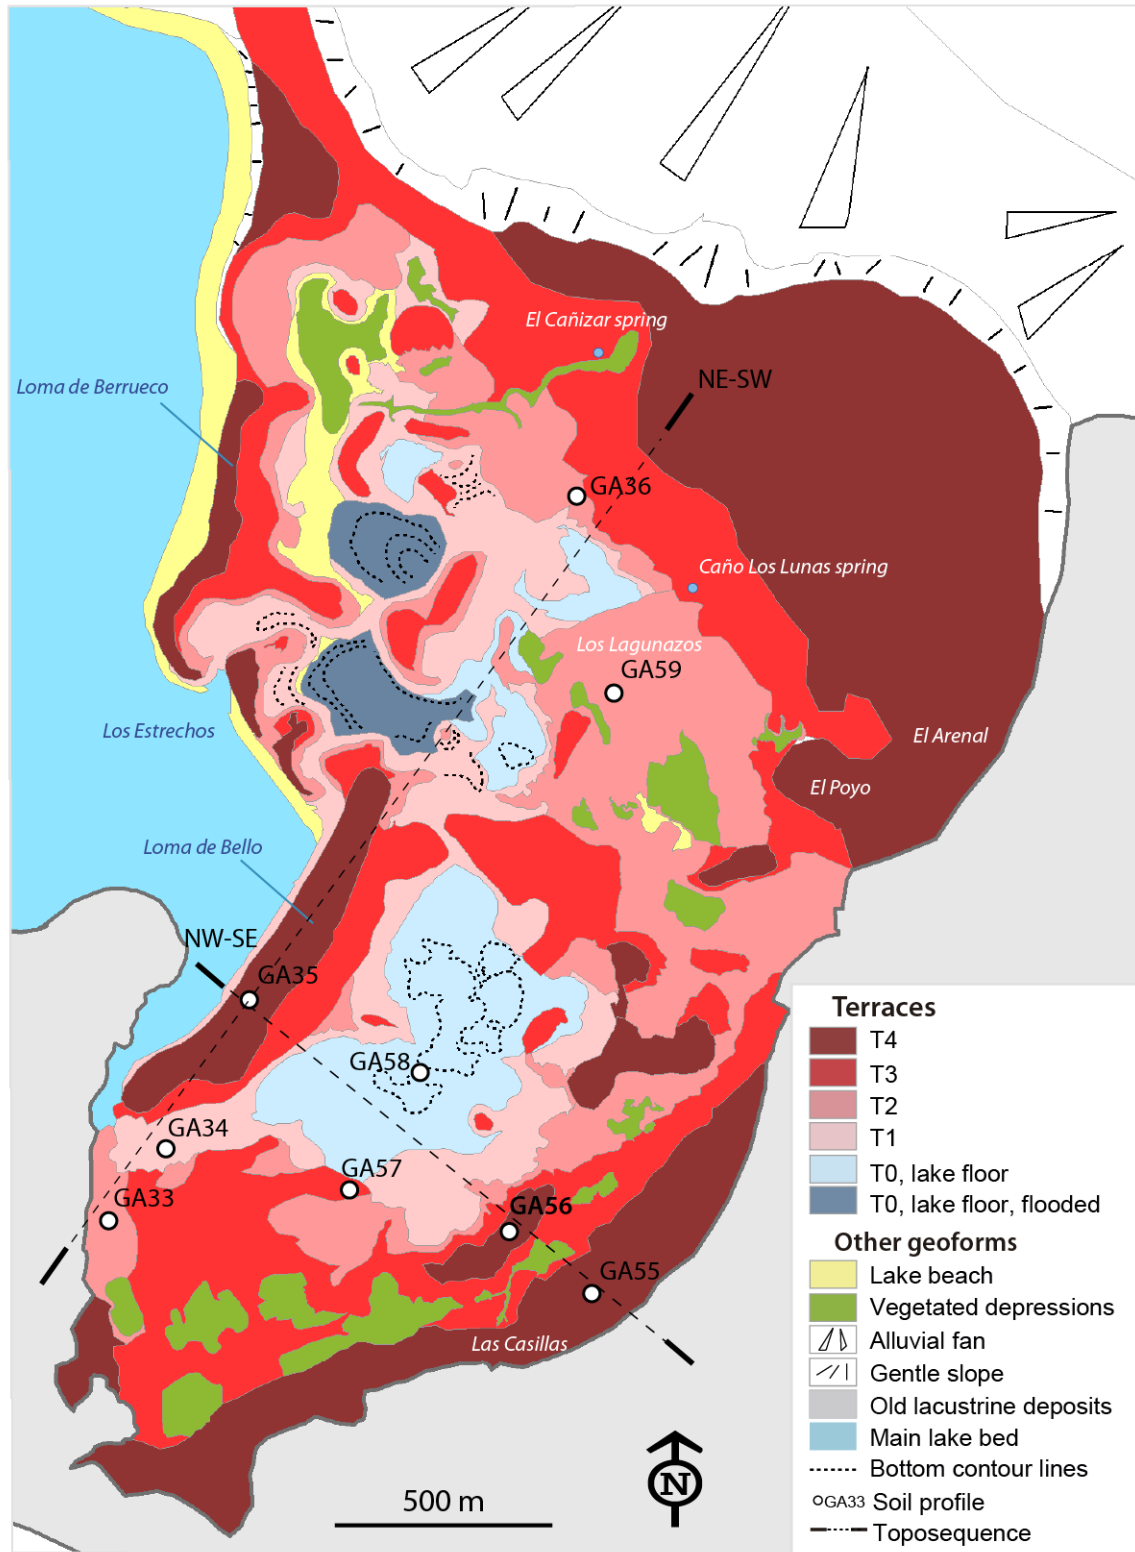 El Cañizar spring
NE-SW
Loma de Berrueco
GA36
Caño Los Lunas spring
Los Lagunazos
GA59
Los Estrechos
El Arenal
El Poyo
Loma de Bello
NW-SE
GA35
GA58
GA34
GA57
GA33
GA56
GA55
Las Casillas
500 m
N
Terraces
T4
T3
T2
T1
T0, lake floor
T0, lake floor, flooded
Other geoforms
Lake beach
Vegetated depressions
Alluvial fan
Gentle slope
Old lacustrine deposits
Main lake bed
Bottom contour lines
GA33 Soil profile
Toposequence